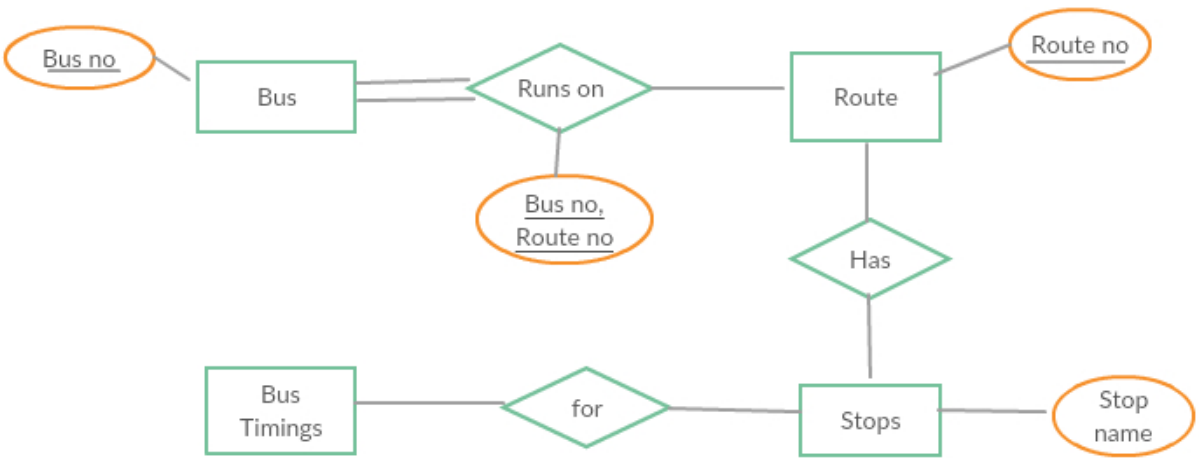 Bus no
Bus
Runs on
Route
Route no
Bus no,
Route no
Has
Bus
Timings
for
Stops
Stop
name